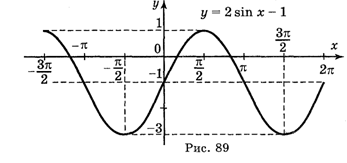 y y = 2 sin x − 1
1
−π 0 3π/2 x
−3π/2 −π/2 −1 π/2 π 2π
−3
Рис. 89